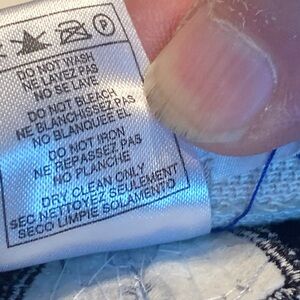 P
DO NOT WASH
NE LAVEZ PAS
NO SE LAVE
DO NOT BLEACH
NE BLANCHISSEZ PAS
NO BLANQUEE EL
DO NOT IRON
NE REPASSEZ PAS
NO PLANCHE
DRY CLEAN ONLY
SEC NETTOYEZ SEULEMENT
SECO LIMPIE SOLAMENTO